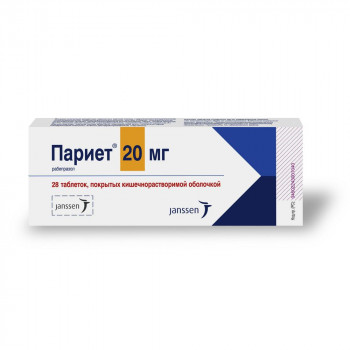 Париет® 20 мг
рабепразол
28 таблеток, покрытых кишечнорастворимой оболочкой
janssen
janssen